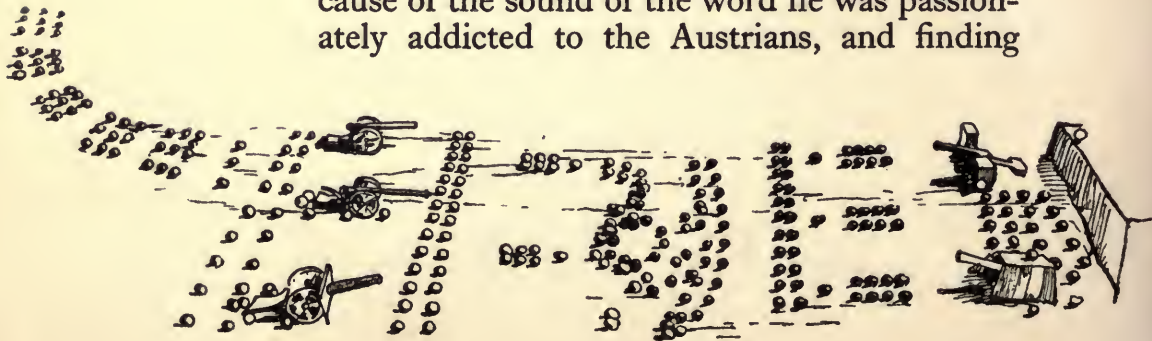 cause of the sound of the word he was passion-
ately addicted to the Austrians, and finding